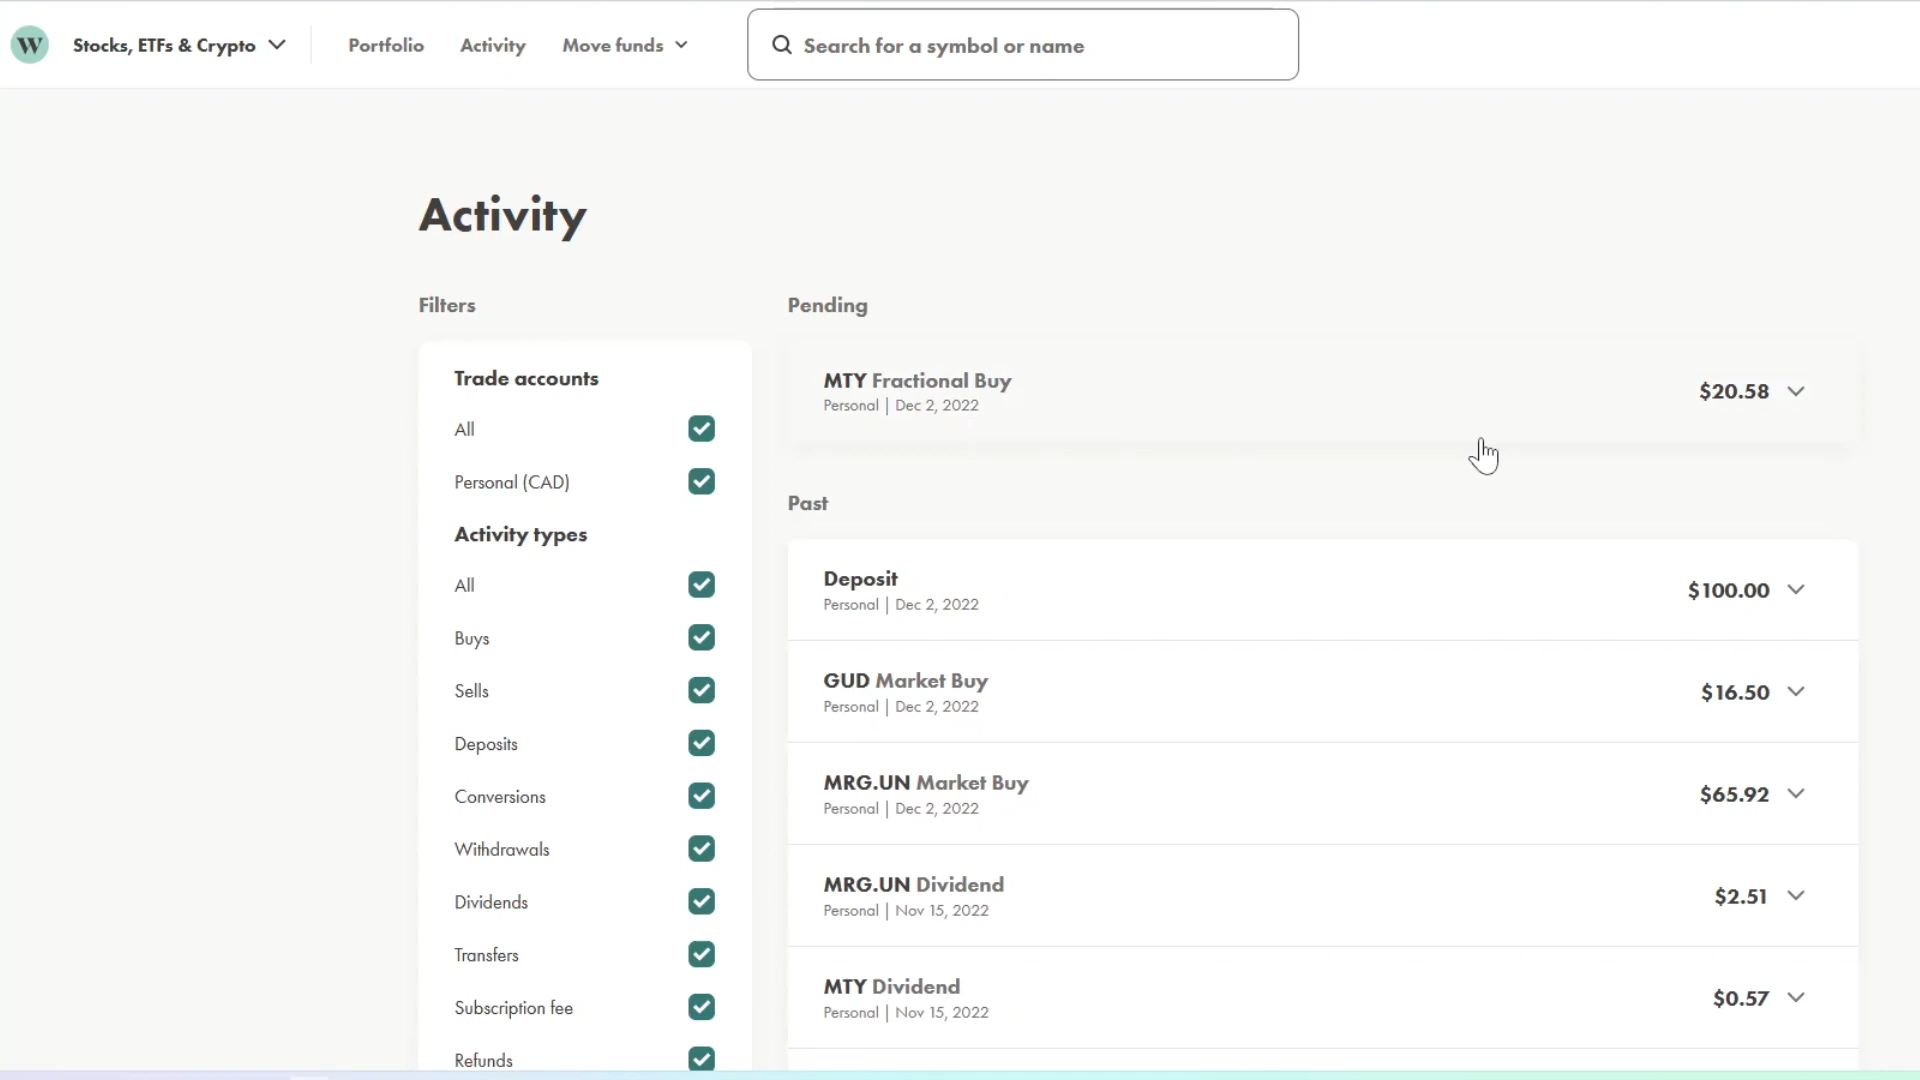 W
Stocks, ETFs & Crypto
Portfolio
Activity
Move funds
Search for a symbol or name
Activity
Filters
Trade accounts
All
Personal (CAD)
Activity types
All
Buys
Sells
Deposits
Conversions
Withdrawals
Dividends
Transfers
Subscription fee
Refunds
Pending
MTY Fractional Buy
Personal | Dec 2, 2022
$20.58
Past
Deposit
Personal | Dec 2, 2022
$100.00
GUD Market Buy
Personal | Dec 2, 2022
$16.50
MRG.UN Market Buy
Personal | Dec 2, 2022
$65.92
MRG.UN Dividend
Personal | Nov 15, 2022
$2.51
MTY Dividend
Personal | Nov 15, 2022
$0.57